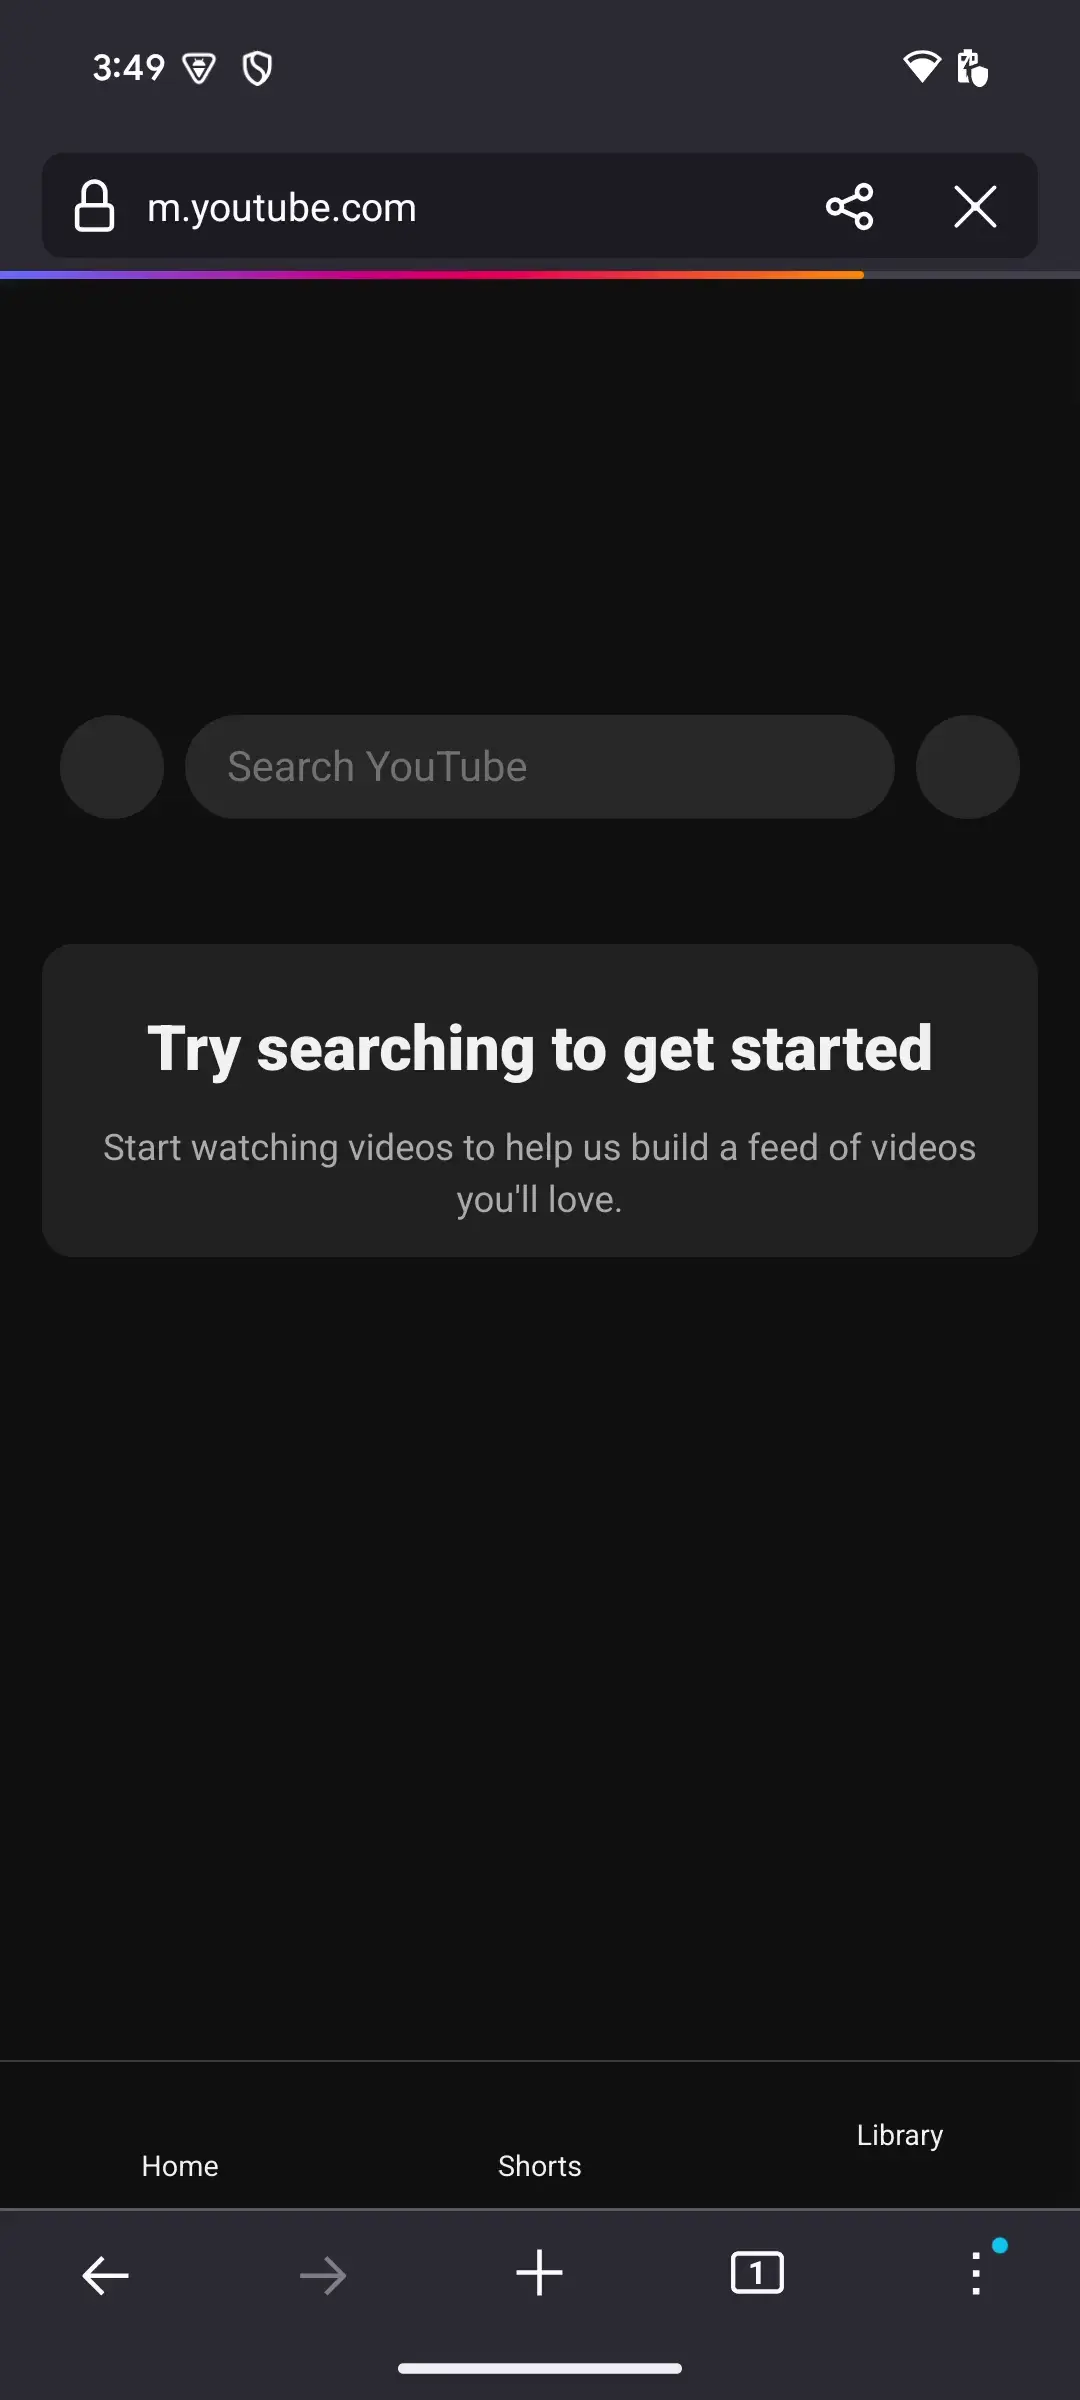 3:49
m.youtube.com
Search YouTube
Try searching to get started
Start watching videos to help us build a feed of videos
you'll love.
Home
Shorts
Library
1